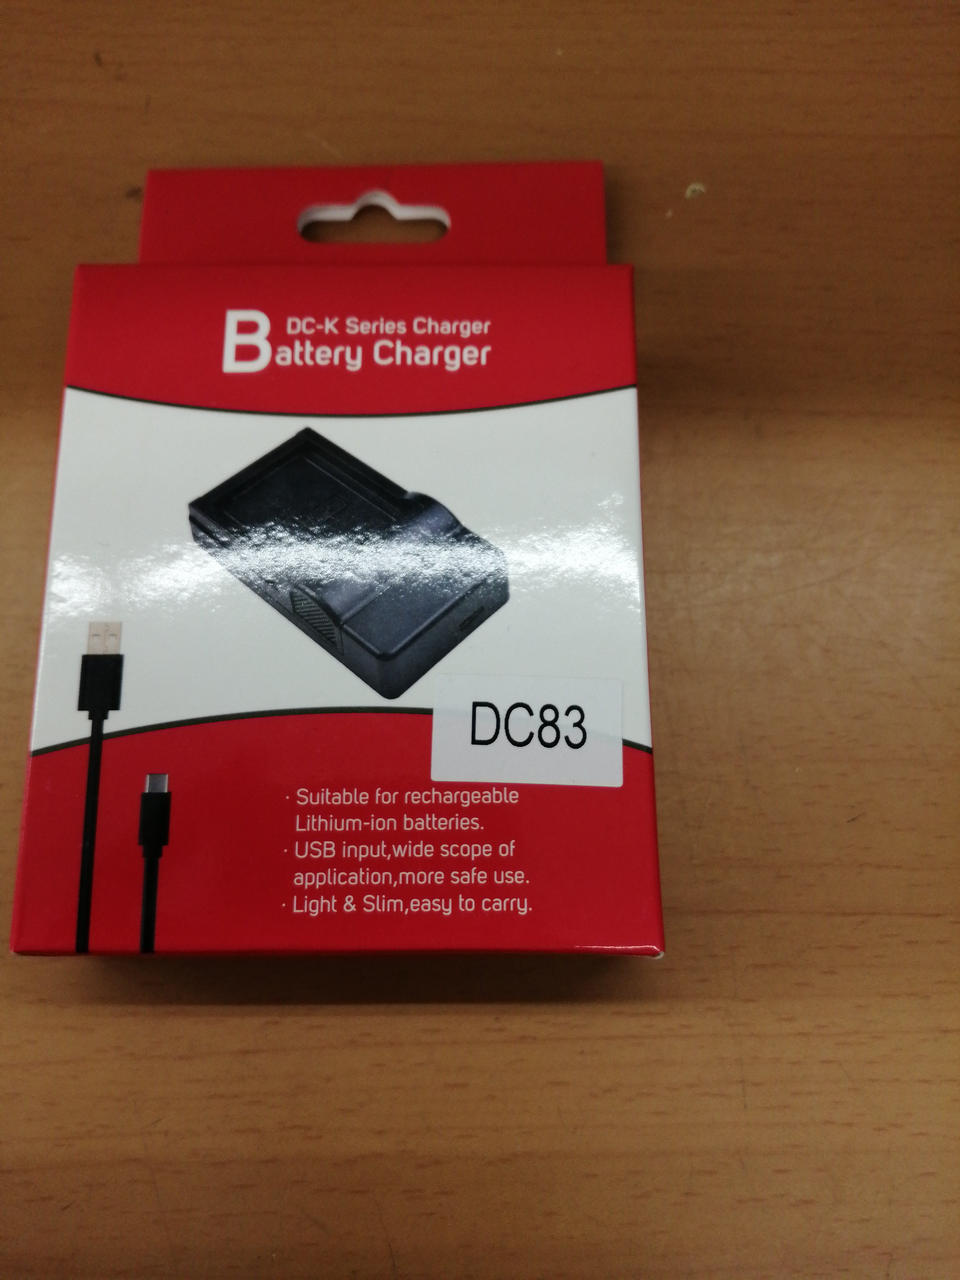 DC-K Series Charger
Battery Charger
DC83
· Suitable for rechargeable
Lithium-ion batteries.
· USB input,wide scope of
application,more safe use.
· Light & Slim,easy to carry.